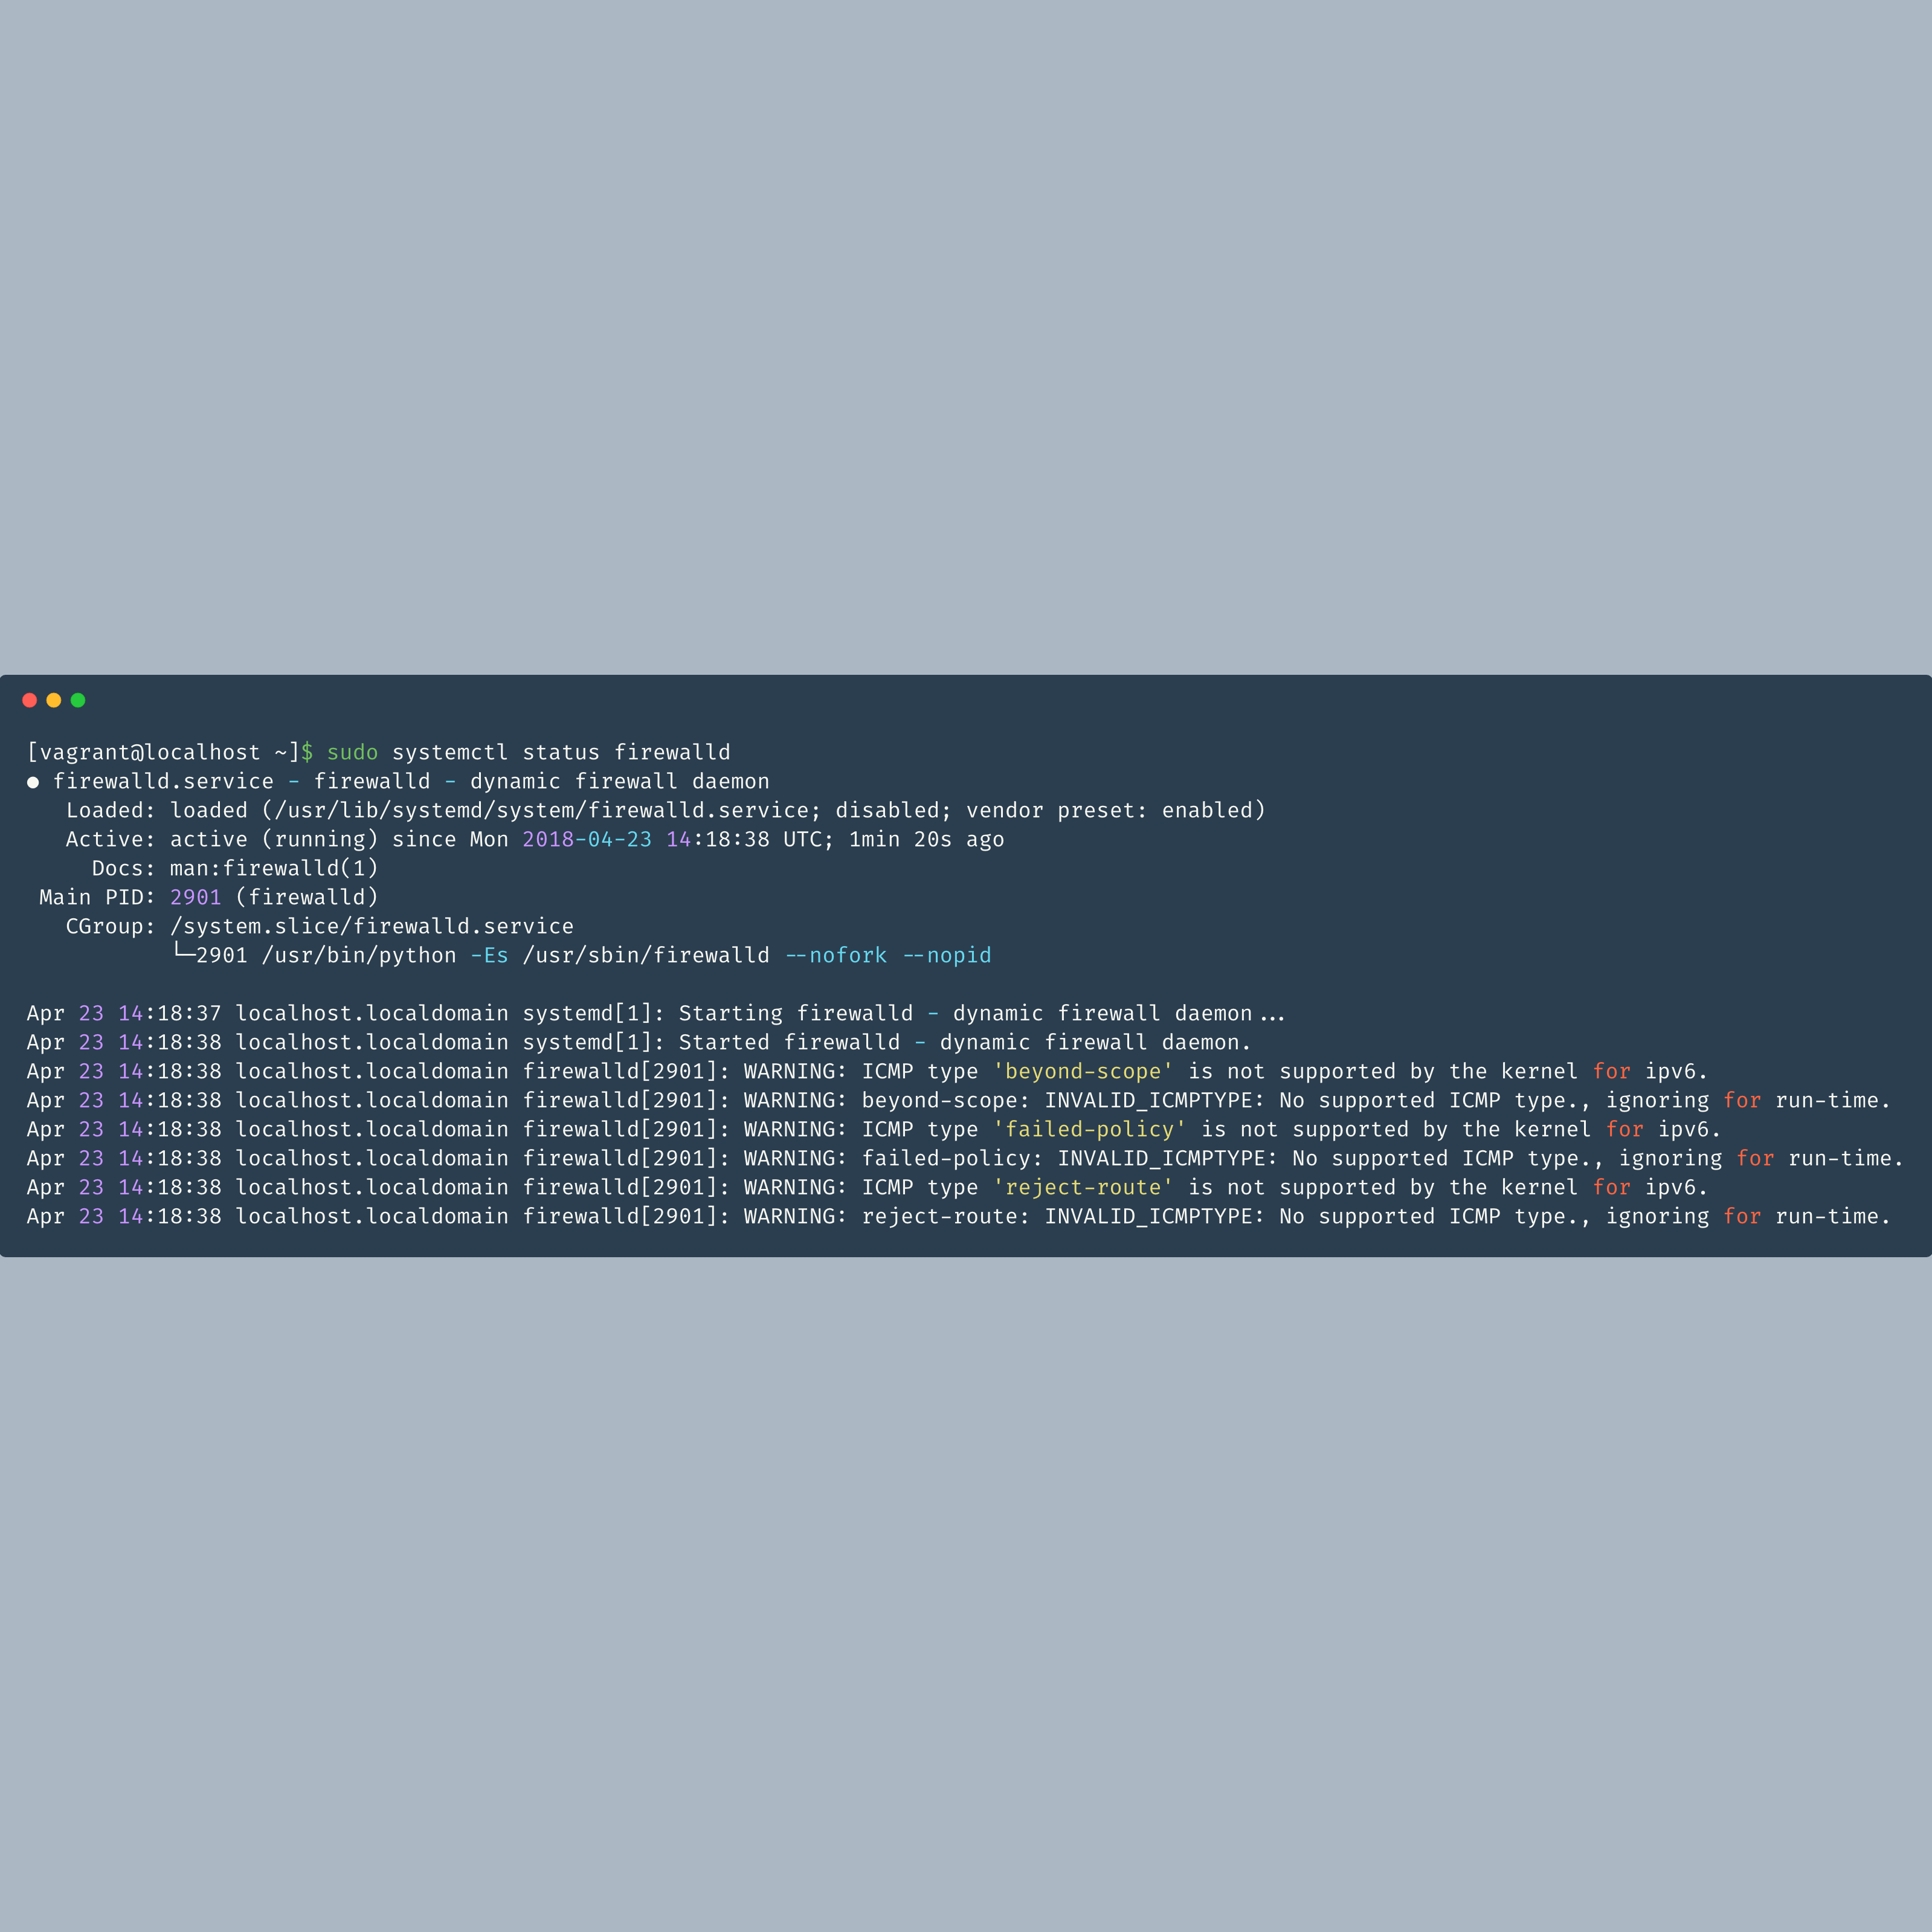 [vagrant@localhost ~]$ sudo systemctl status firewalld
● firewalld.service - firewalld - dynamic firewall daemon
   Loaded: loaded (/usr/lib/systemd/system/firewalld.service; disabled; vendor preset: enabled)
   Active: active (running) since Mon 2018-04-23 14:18:38 UTC; 1min 20s ago
     Docs: man:firewalld(1)
 Main PID: 2901 (firewalld)
   CGroup: /system.slice/firewalld.service
           └─2901 /usr/bin/python -Es /usr/sbin/firewalld --nofork --nopid

Apr 23 14:18:37 localhost.localdomain systemd[1]: Starting firewalld - dynamic firewall daemon...
Apr 23 14:18:38 localhost.localdomain systemd[1]: Started firewalld - dynamic firewall daemon.
Apr 23 14:18:38 localhost.localdomain firewalld[2901]: WARNING: ICMP type 'beyond-scope' is not supported by the kernel for ipv6.
Apr 23 14:18:38 localhost.localdomain firewalld[2901]: WARNING: beyond-scope: INVALID_ICMPTYPE: No supported ICMP type., ignoring for run-time.
Apr 23 14:18:38 localhost.localdomain firewalld[2901]: WARNING: ICMP type 'failed-policy' is not supported by the kernel for ipv6.
Apr 23 14:18:38 localhost.localdomain firewalld[2901]: WARNING: failed-policy: INVALID_ICMPTYPE: No supported ICMP type., ignoring for run-time.
Apr 23 14:18:38 localhost.localdomain firewalld[2901]: WARNING: ICMP type 'reject-route' is not supported by the kernel for ipv6.
Apr 23 14:18:38 localhost.localdomain firewalld[2901]: WARNING: reject-route: INVALID_ICMPTYPE: No supported ICMP type., ignoring for run-time.